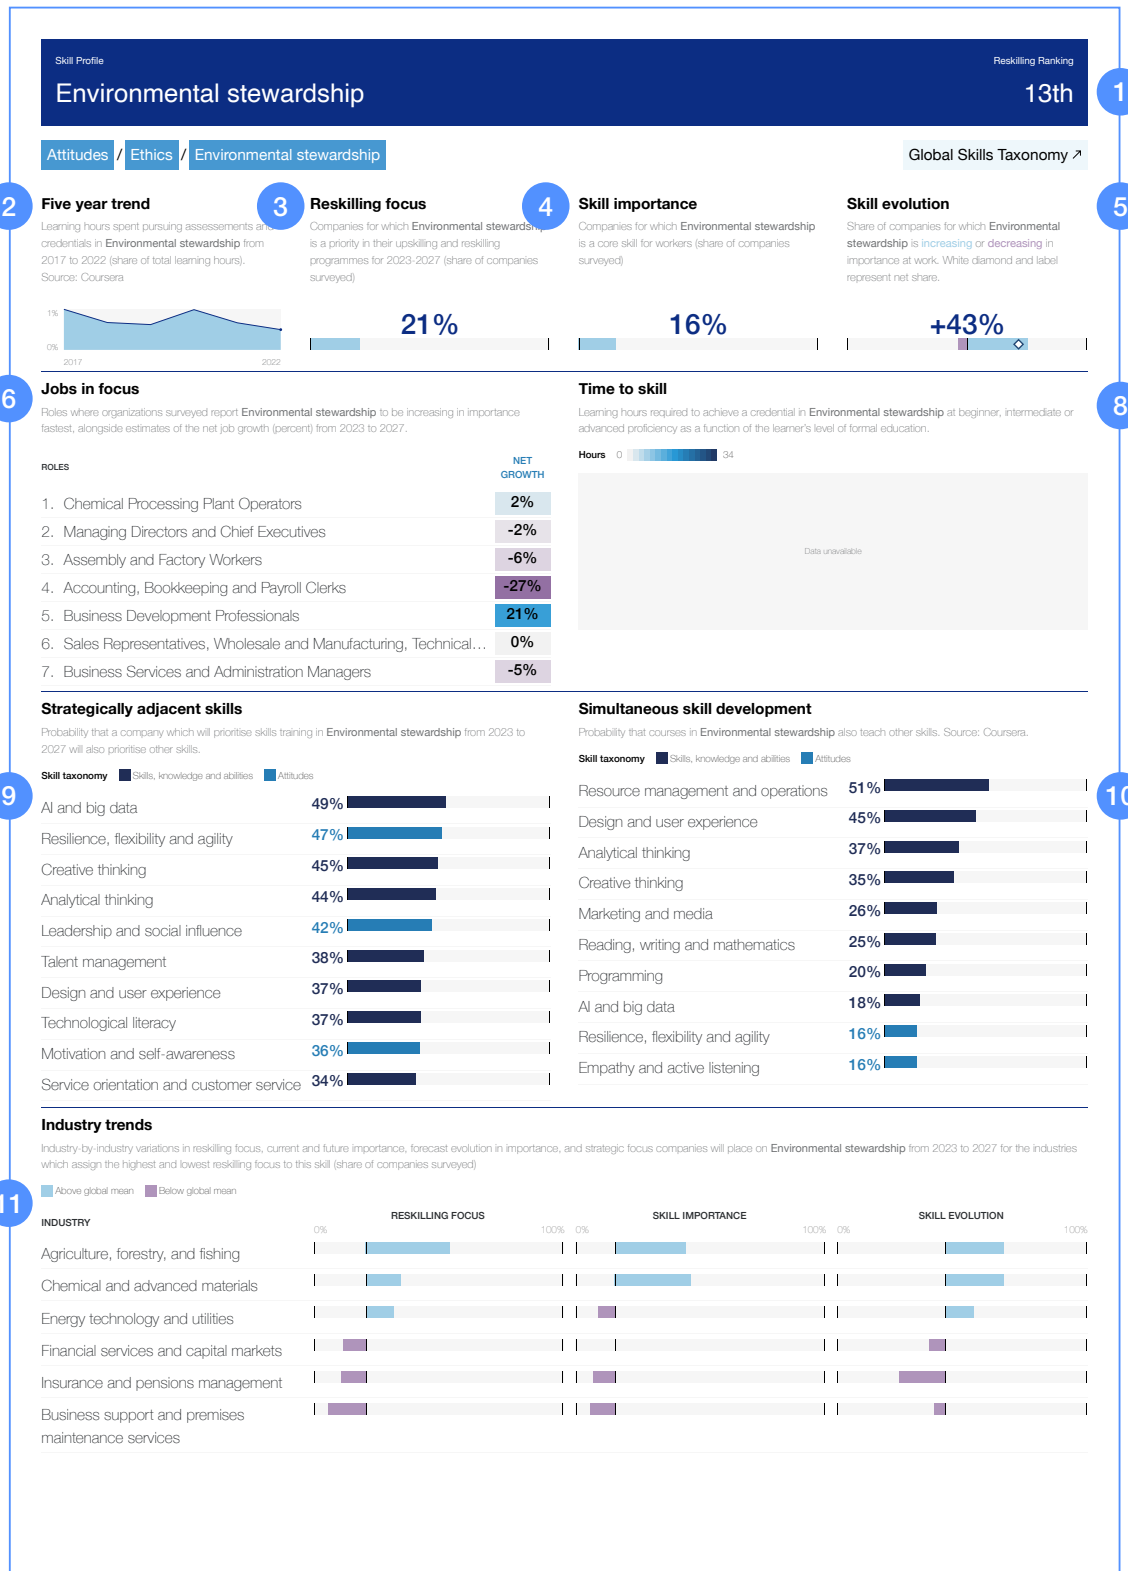 Skill Profile
Reskilling Ranking
Environmental stewardship
13th
1
Attitudes / Ethics / Environmental stewardship
Global Skills Taxonomy ↗
2
Five year trend
Learning hours spent pursuing assessements and
credentials in Environmental stewardship from
2017 to 2022 (share of total learning hours).
Source: Coursera
1%
0%
2017
2022
3
Reskilling focus
Companies for which Environmental stewardship
is a priority in their upskilling and reskilling
programmes for 2023-2027 (share of companies
surveyed)
21%
4
Skill importance
Companies for which Environmental stewardship
is a core skill for workers (share of companies
surveyed)
16%
5
Skill evolution
Share of companies for which Environmental
stewardship is increasing or decreasing in
importance at work. White diamond and label
represent net share.
+43%
6
Jobs in focus
Roles where organizations surveyed report Environmental stewardship to be increasing in importance
fastest, alongside estimates of the net job growth (percent) from 2023 to 2027.
ROLES
NET
GROWTH
1. Chemical Processing Plant Operators 2%
2. Managing Directors and Chief Executives -2%
3. Assembly and Factory Workers -6%
4. Accounting, Bookkeeping and Payroll Clerks -27%
5. Business Development Professionals 21%
6. Sales Representatives, Wholesale and Manufacturing, Technical… 0%
7. Business Services and Administration Managers -5%
8
Time to skill
Learning hours required to achieve a credential in Environmental stewardship at beginner, intermediate or
advanced proficiency as a function of the learner's level of formal education.
Hours 0 34
Data unavailable
9
Strategically adjacent skills
Probability that a company which will prioritise skills training in Environmental stewardship from 2023 to
2027 will also prioritise other skills.
Skill taxonomy Skills, knowledge and abilities Attitudes
AI and big data 49%
Resilience, flexibility and agility 47%
Creative thinking 45%
Analytical thinking 44%
Leadership and social influence 42%
Talent management 38%
Design and user experience 37%
Technological literacy 37%
Motivation and self-awareness 36%
Service orientation and customer service 34%
10
Simultaneous skill development
Probability that courses in Environmental stewardship also teach other skills. Source: Coursera.
Skill taxonomy Skills, knowledge and abilities Attitudes
Resource management and operations 51%
Design and user experience 45%
Analytical thinking 37%
Creative thinking 35%
Marketing and media 26%
Reading, writing and mathematics 25%
Programming 20%
AI and big data 18%
Resilience, flexibility and agility 16%
Empathy and active listening 16%
11
Industry trends
Industry-by-industry variations in reskilling focus, current and future importance, forecast evolution in importance, and strategic focus companies will place on Environmental stewardship from 2023 to 2027 for the industries
which assign the highest and lowest reskilling focus to this skill (share of companies surveyed)
Above global mean Below global mean
INDUSTRY
RESKILLING FOCUS
SKILL IMPORTANCE
SKILL EVOLUTION
0% 100% 0% 100% 0% 100%
Agriculture, forestry, and fishing
Chemical and advanced materials
Energy technology and utilities
Financial services and capital markets
Insurance and pensions management
Business support and premises
maintenance services